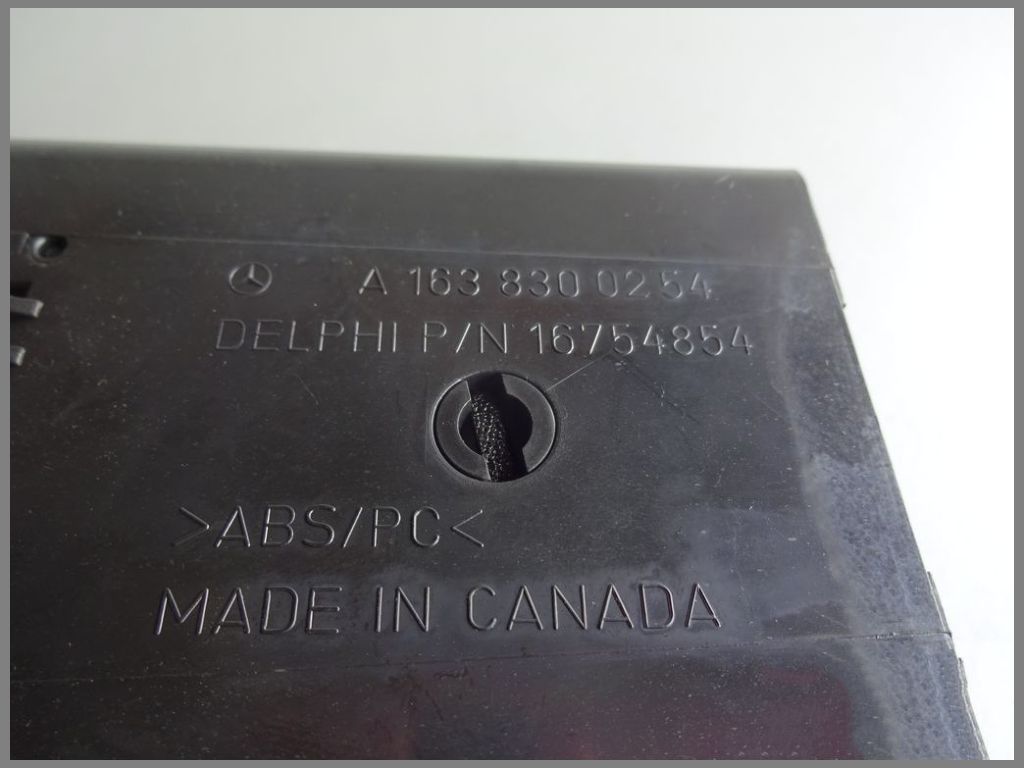 A 163 830 02 54
DELPHI P/N 16754854
>ABS/PC<
MADE IN CANADA